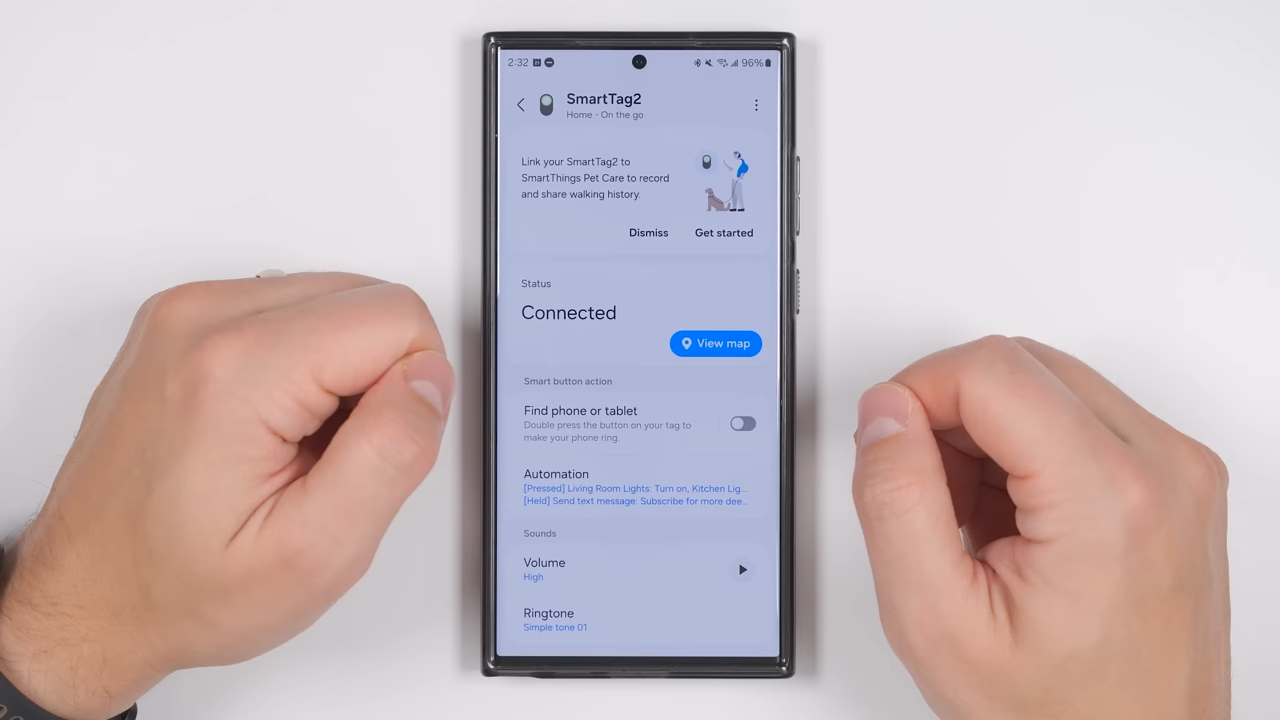 2:32
96%
SmartTag2
Home - On the go
Link your SmartTag2 to
SmartThings Pet Care to record
and share walking history.
Dismiss Get started
Status
Connected
View map
Smart button action
Find phone or tablet
Double press the button on your tag to
make your phone ring.
Automation
[Pressed] Living Room Lights: Turn on, Kitchen Lig...
[Held] Send text message: Subscribe for more dee...
Sounds
Volume
High
Ringtone
Simple tone 01